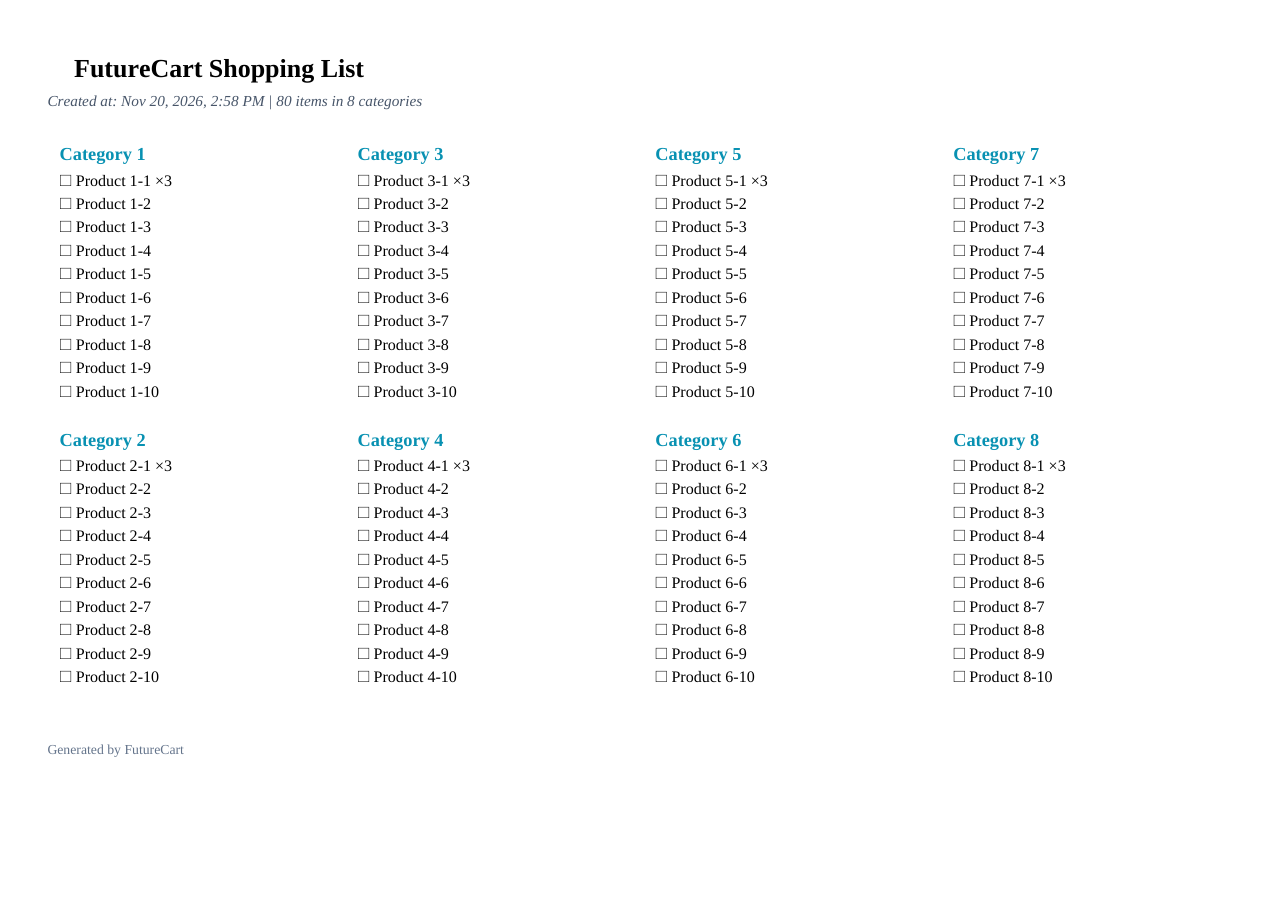 FutureCart Shopping List
Created at: Nov 20, 2026, 2:58 PM | 80 items in 8 categories
Category 1
☐ Product 1-1 ×3
☐ Product 1-2
☐ Product 1-3
☐ Product 1-4
☐ Product 1-5
☐ Product 1-6
☐ Product 1-7
☐ Product 1-8
☐ Product 1-9
☐ Product 1-10
Category 2
☐ Product 2-1 ×3
☐ Product 2-2
☐ Product 2-3
☐ Product 2-4
☐ Product 2-5
☐ Product 2-6
☐ Product 2-7
☐ Product 2-8
☐ Product 2-9
☐ Product 2-10
Category 3
☐ Product 3-1 ×3
☐ Product 3-2
☐ Product 3-3
☐ Product 3-4
☐ Product 3-5
☐ Product 3-6
☐ Product 3-7
☐ Product 3-8
☐ Product 3-9
☐ Product 3-10
Category 4
☐ Product 4-1 ×3
☐ Product 4-2
☐ Product 4-3
☐ Product 4-4
☐ Product 4-5
☐ Product 4-6
☐ Product 4-7
☐ Product 4-8
☐ Product 4-9
☐ Product 4-10
Category 5
☐ Product 5-1 ×3
☐ Product 5-2
☐ Product 5-3
☐ Product 5-4
☐ Product 5-5
☐ Product 5-6
☐ Product 5-7
☐ Product 5-8
☐ Product 5-9
☐ Product 5-10
Category 6
☐ Product 6-1 ×3
☐ Product 6-2
☐ Product 6-3
☐ Product 6-4
☐ Product 6-5
☐ Product 6-6
☐ Product 6-7
☐ Product 6-8
☐ Product 6-9
☐ Product 6-10
Category 7
☐ Product 7-1 ×3
☐ Product 7-2
☐ Product 7-3
☐ Product 7-4
☐ Product 7-5
☐ Product 7-6
☐ Product 7-7
☐ Product 7-8
☐ Product 7-9
☐ Product 7-10
Category 8
☐ Product 8-1 ×3
☐ Product 8-2
☐ Product 8-3
☐ Product 8-4
☐ Product 8-5
☐ Product 8-6
☐ Product 8-7
☐ Product 8-8
☐ Product 8-9
☐ Product 8-10
Generated by FutureCart